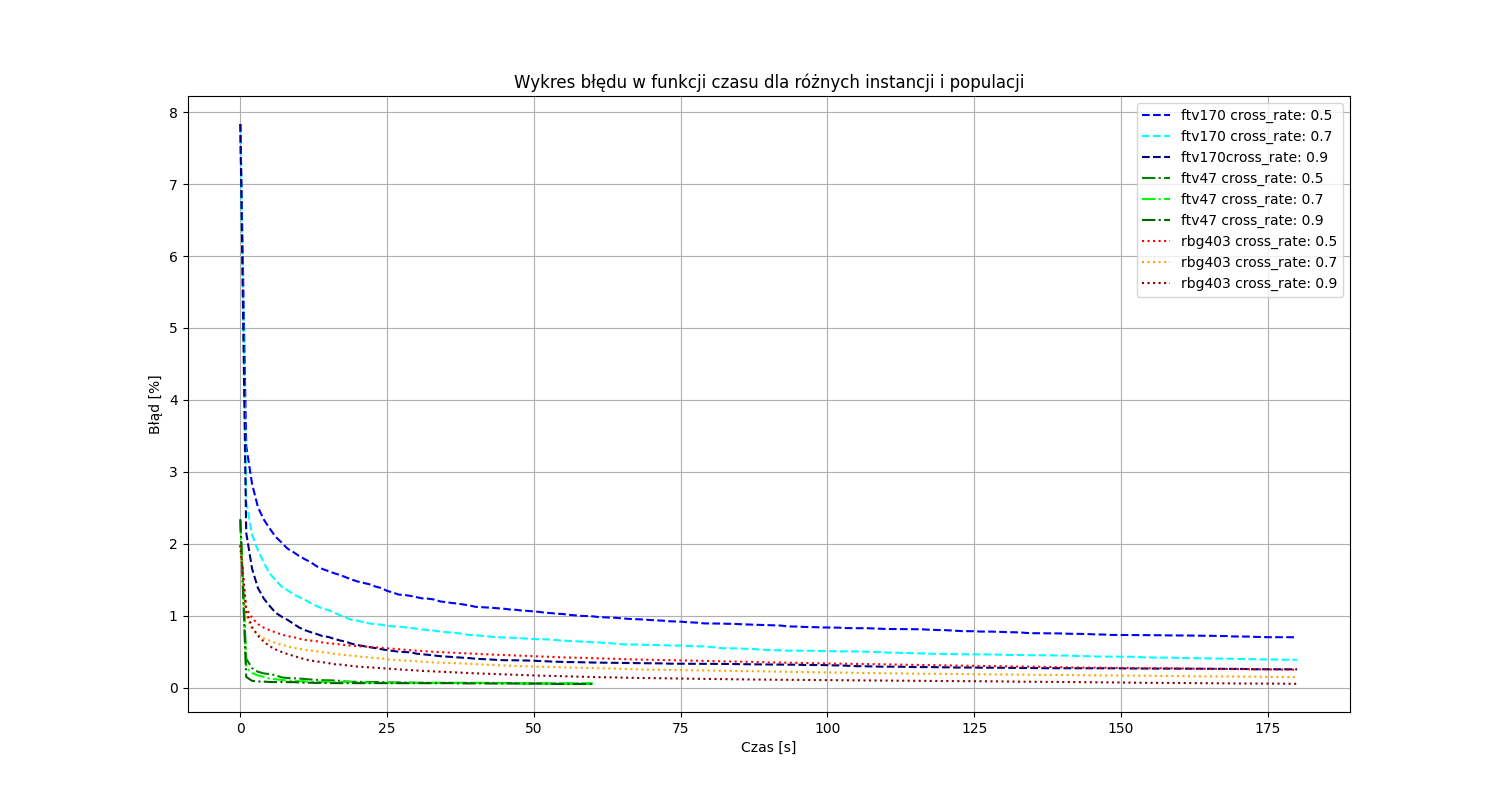 Wykres błędu w funkcji czasu dla różnych instancji i populacji
8
7
6
5
4
3
2
1
0
Błąd [%]
ftv170 cross_rate: 0.5
ftv170 cross_rate: 0.7
ftv170cross_rate: 0.9
ftv47 cross_rate: 0.5
ftv47 cross_rate: 0.7
ftv47 cross_rate: 0.9
rbg403 cross_rate: 0.5
rbg403 cross_rate: 0.7
rbg403 cross_rate: 0.9
0 25 50 75 100 125 150 175
Czas [s]